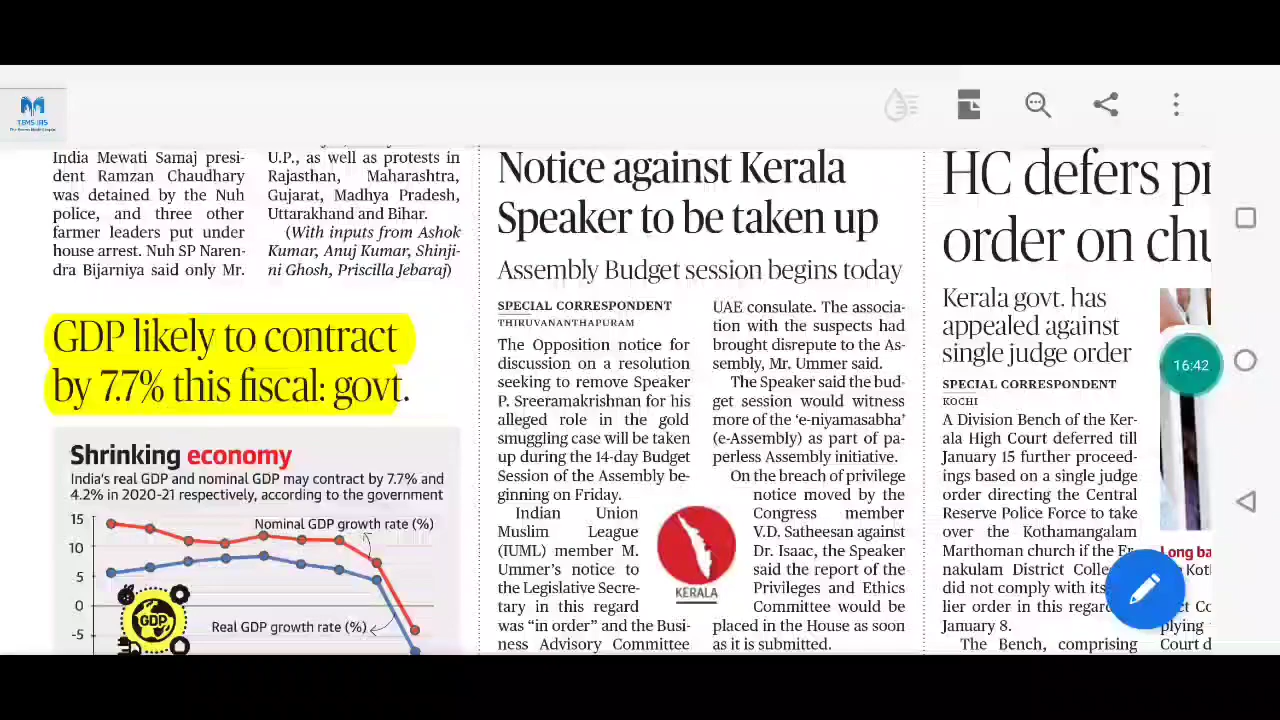 TEMS-IAS
India Mewati Samaj presi-
dent Ramzan Chaudhary
was detained by the Nuh
police, and three other
farmer leaders put under
house arrest. Nuh SP Naren-
dra Bijarniya said only Mr.
U.P., as well as protests in
Rajasthan, Maharashtra,
Gujarat, Madhya Pradesh,
Uttarakhand and Bihar.
(With inputs from Ashok
Kumar, Anuj Kumar, Shinji-
ni Ghosh, Priscilla Jebaraj)
GDP likely to contract
by 7.7% this fiscal: govt.
Shrinking economy
India's real GDP and nominal GDP may contract by 7.7% and
4.2% in 2020-21 respectively, according to the government
15
Nominal GDP growth rate (%)
10
5
0
GDP
Real GDP growth rate (%)
-5
Notice against Kerala
Speaker to be taken up
Assembly Budget session begins today
SPECIAL CORRESPONDENT
THIRUVANANTHAPURAM
The Opposition notice for
discussion on a resolution
seeking to remove Speaker
P. Sreeramakrishnan for his
alleged role in the gold
smuggling case will be taken
up during the 14-day Budget
Session of the Assembly be-
ginning on Friday.
Indian Union
Muslim League
(IUML) member M.
Ummer's notice to
the Legislative Secre-
tary in this regard
was "in order" and the Busi-
ness Advisory Committee
KERALA
UAE consulate. The associa-
tion with the suspects had
brought disrepute to the As-
sembly, Mr. Ummer said.
The Speaker said the bud-
get session would witness
more of the 'e-niyamasabha'
(e-Assembly) as part of pa-
perless Assembly initiative.
On the breach of privilege
notice moved by the
Congress member
V.D. Satheesan against
Dr. Isaac, the Speaker
said the report of the
Privileges and Ethics
Committee would be
placed in the House as soon
as it is submitted.
HC defers pr
order on chu
Kerala govt. has
appealed against
single judge order
SPECIAL CORRESPONDENT
KOCHI
A Division Bench of the Ker-
ala High Court deferred till
January 15 further proceed-
ings based on a single judge
order directing the Central
Reserve Police Force to take
over the Kothamangalam
Marthoman church if the Er-
nakulam District Colle
did not comply with its
lier order in this regar
January 8.
The Bench, comprising
16:42
Long ba
Kot
et Co
plying
Court d